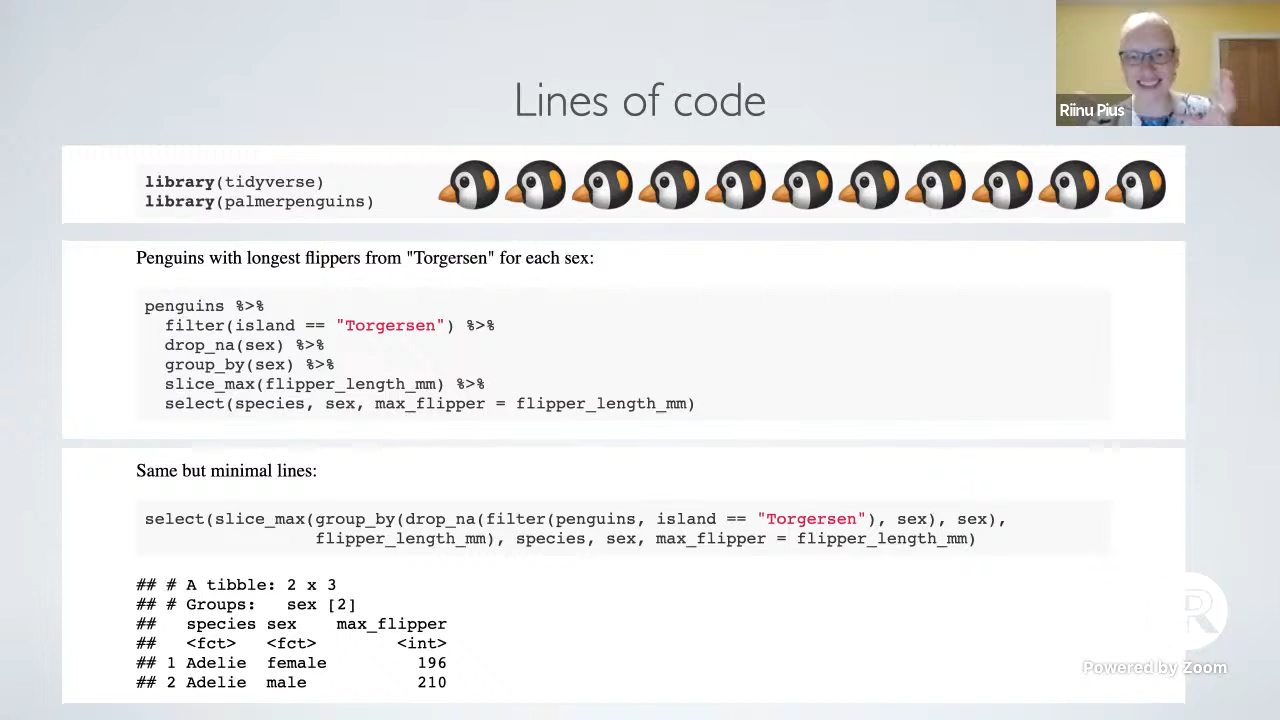 Lines of code
Riinu Pius
library(tidyverse)
library(palmerpenguins)
Penguins with longest flippers from "Torgersen" for each sex:
penguins %>%
filter(island == "Torgersen") %>%
drop_na(sex) %>%
group_by(sex) %>%
slice_max(flipper_length_mm) %>%
select(species, sex, max_flipper = flipper_length_mm)
Same but minimal lines:
select(slice_max(group_by(drop_na(filter(penguins, island == "Torgersen"), sex), sex),
flipper_length_mm), species, sex, max_flipper = flipper_length_mm)
## # A tibble: 2 x 3
## # Groups: sex [2]
## species sex max_flipper
## <fct> <fct> <int>
## 1 Adelie female 196
## 2 Adelie male 210
R
Powered by Zoom